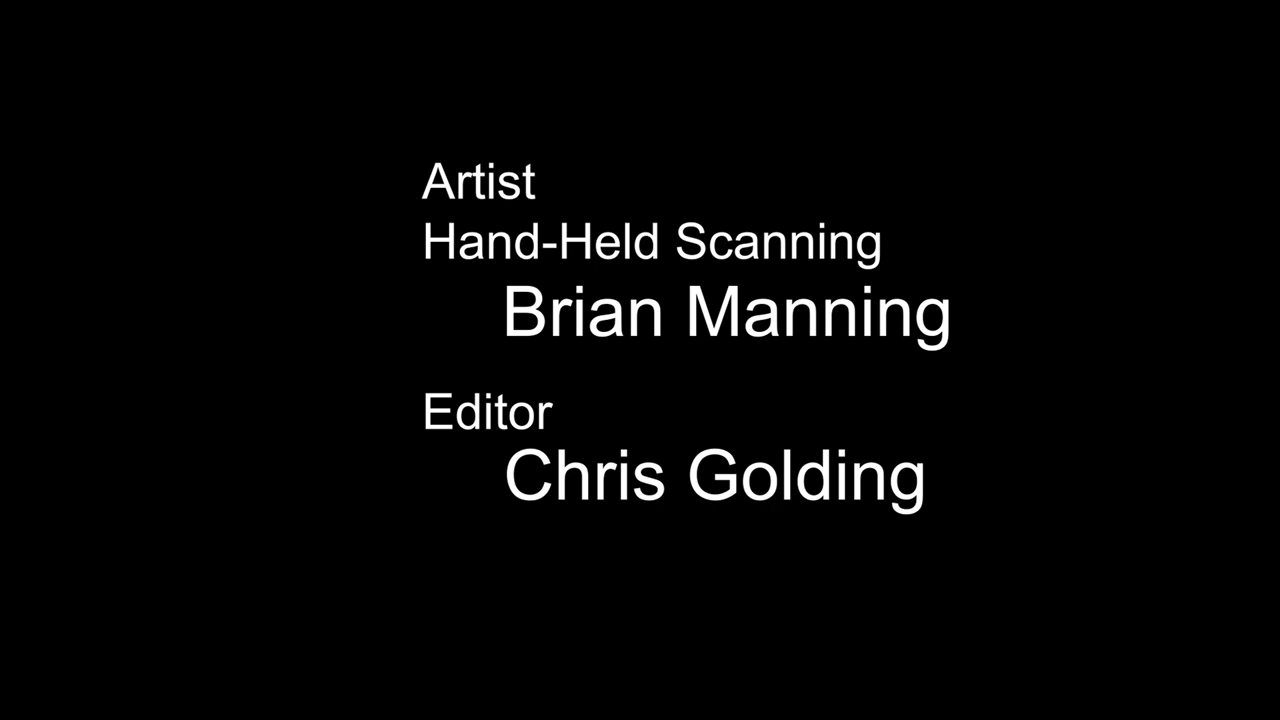 Artist
Hand-Held Scanning
Brian Manning
Editor
Chris Golding